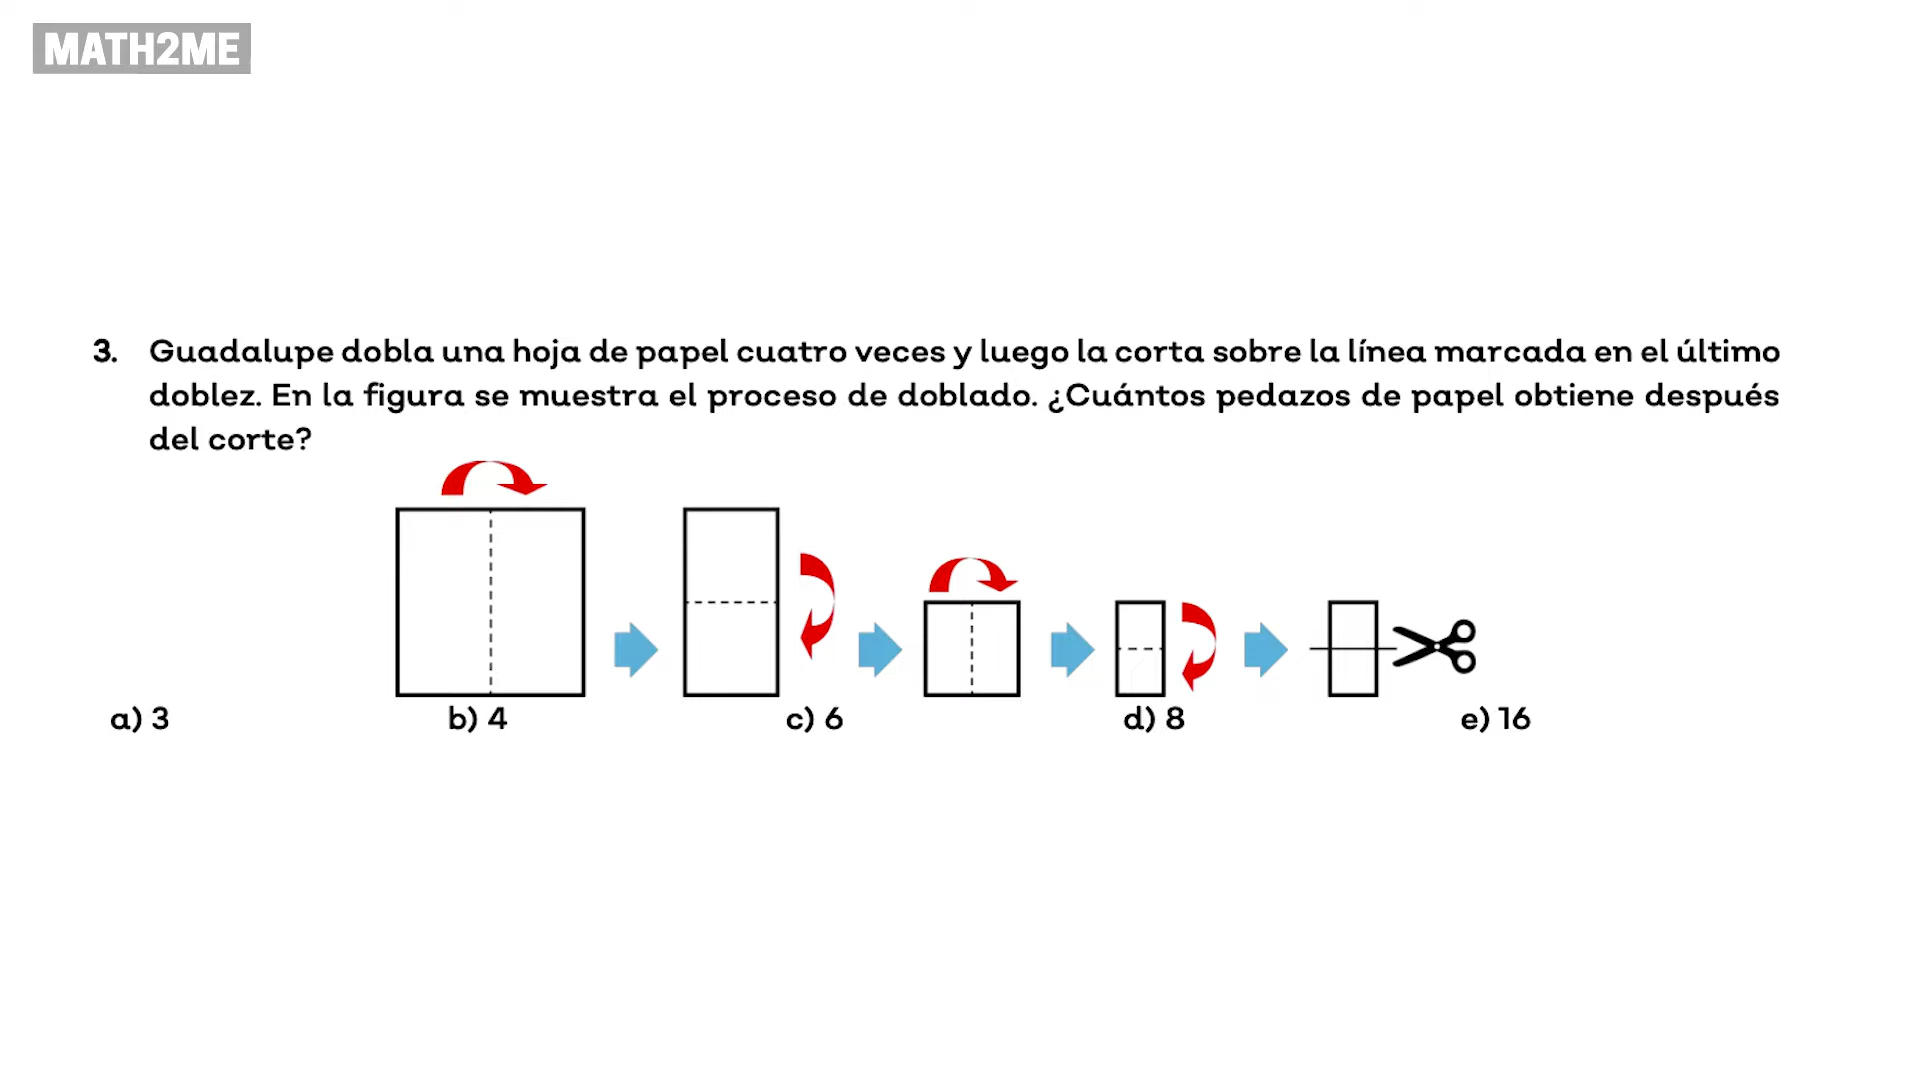 MATH2ME
3. Guadalupe dobla una hoja de papel cuatro veces y luego la corta sobre la línea marcada en el último
doblez. En la figura se muestra el proceso de doblado. ¿Cuántos pedazos de papel obtiene después
del corte?
a) 3 b) 4 c) 6 d) 8 e) 16